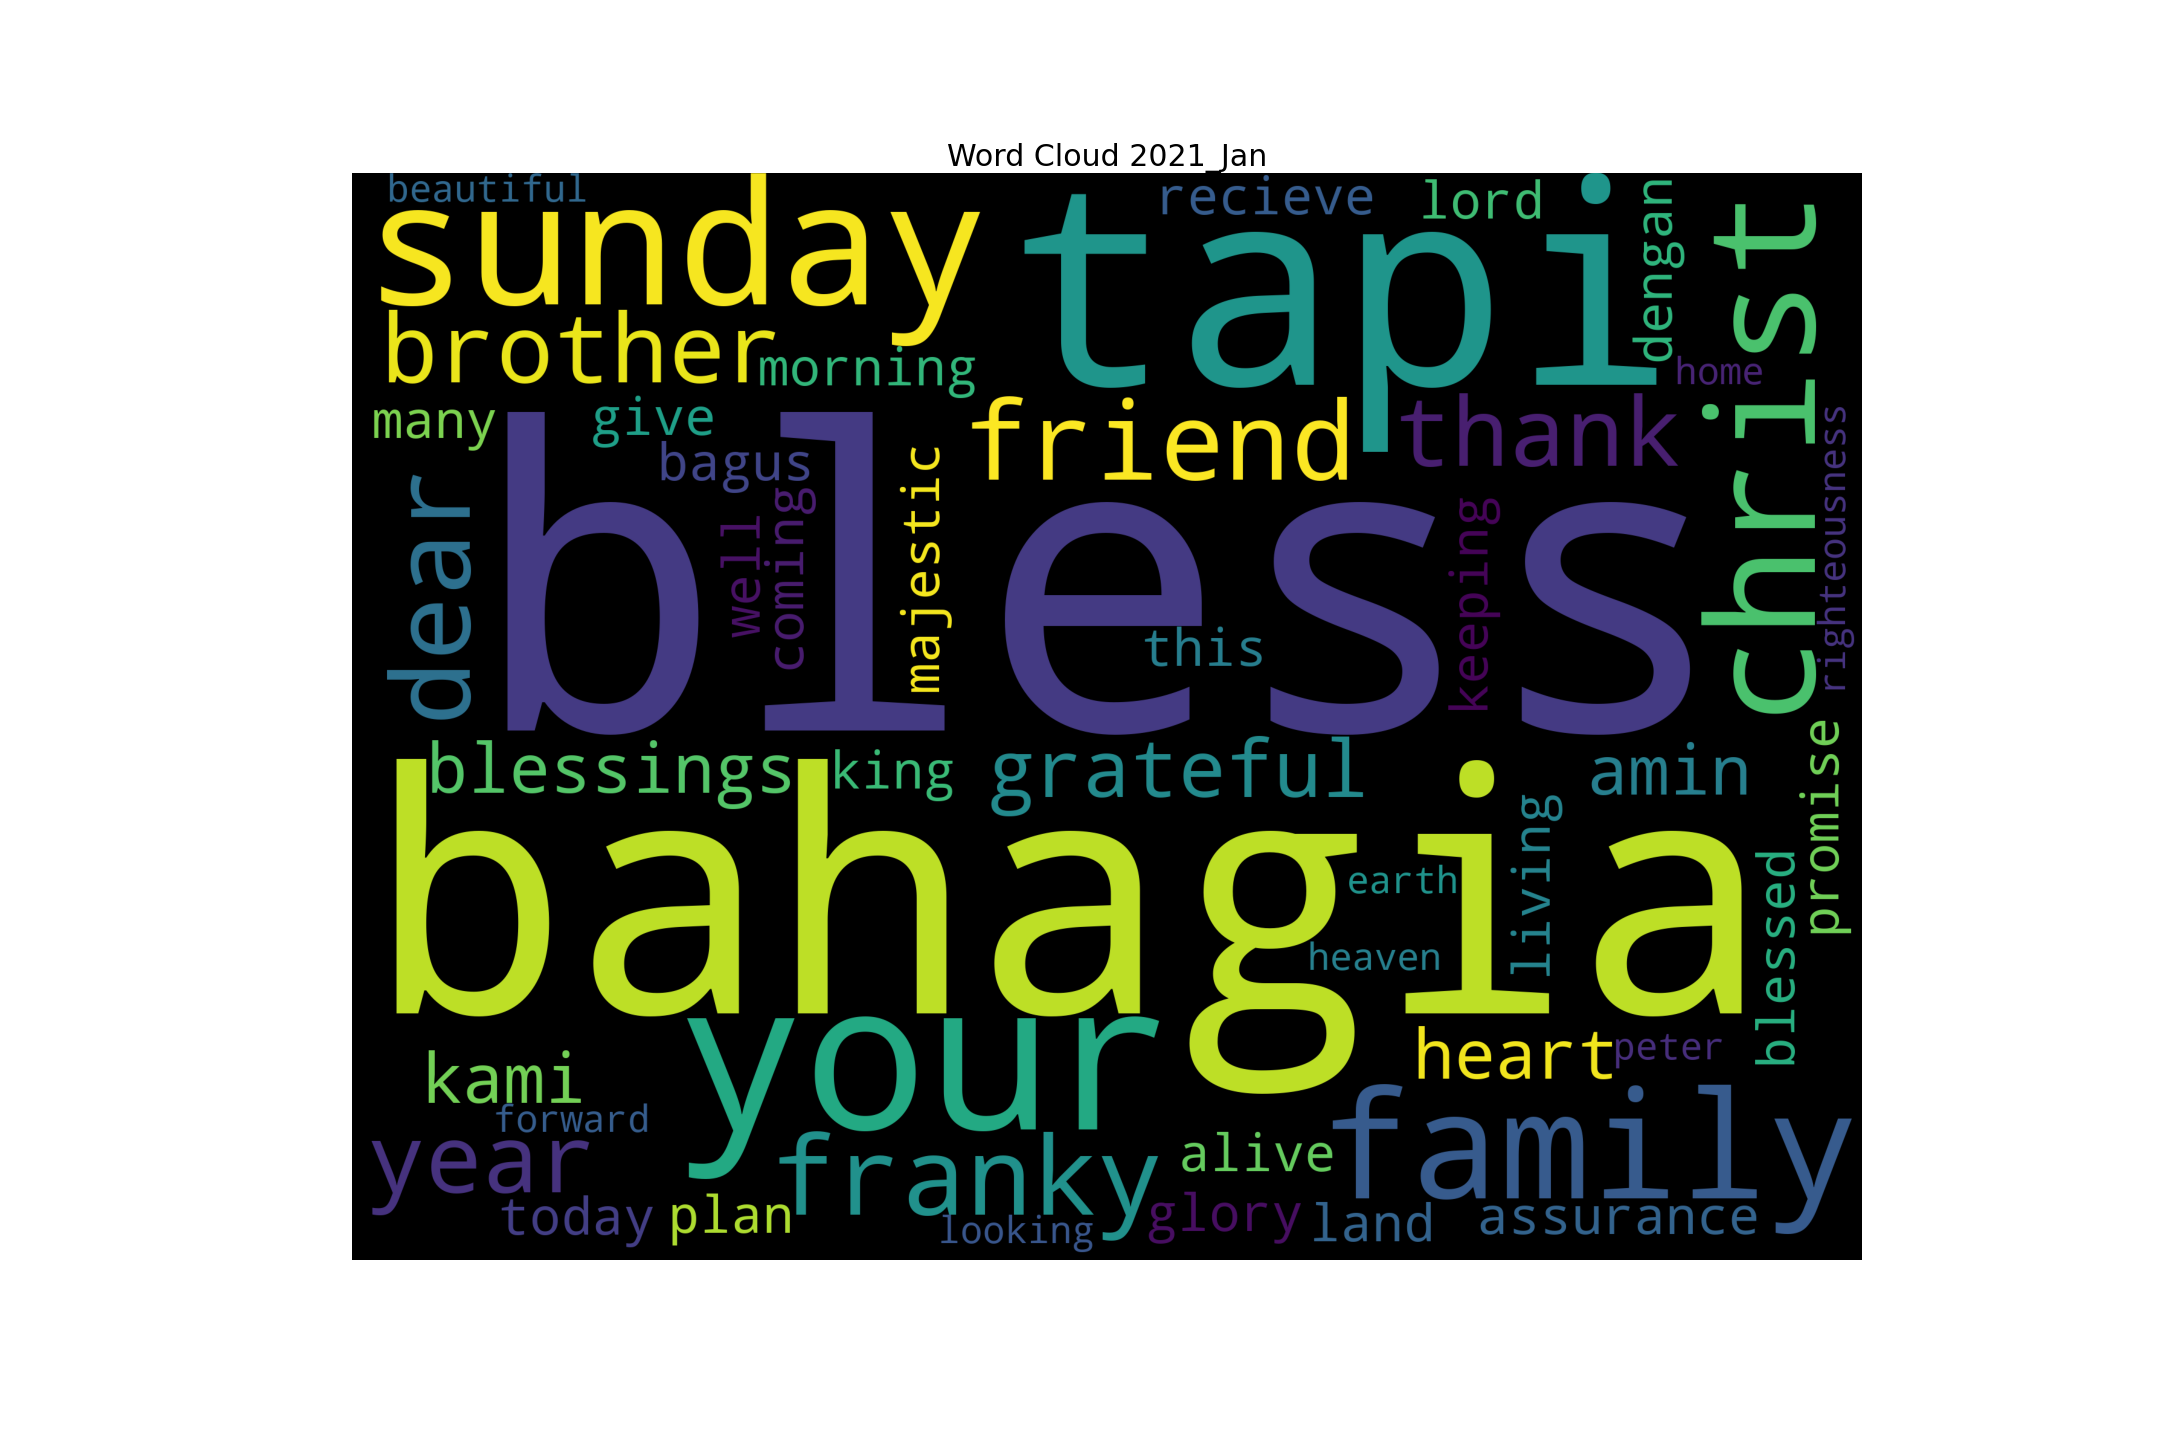 Word Cloud 2021_Jan
beautiful
sunday
tapi
recieve
lord
dengan
christ
brother
morning
home
many
give
friend
thank
bagus
dear
bless
well
coming
majestic
this
keeping
righteousness
blessings
king
grateful
amin
promise
bahagia
earth
living
heaven
blessed
your
heart
peter
kami
forward
year
franky
alive
family
today
plan
looking
glory
land
assurance